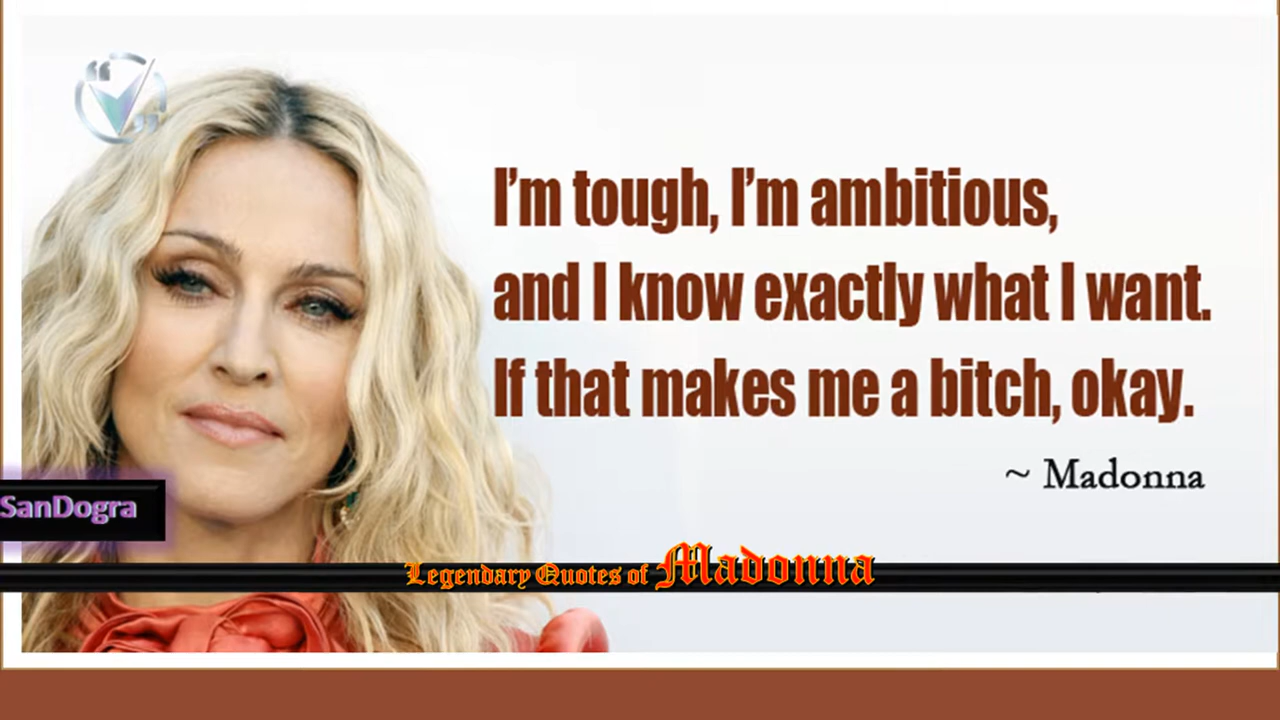 I'm tough, I'm ambitious,
and I know exactly what I want.
If that makes me a bitch, okay.
~ Madonna
SanDogra
Legendary Quotes of Madonna